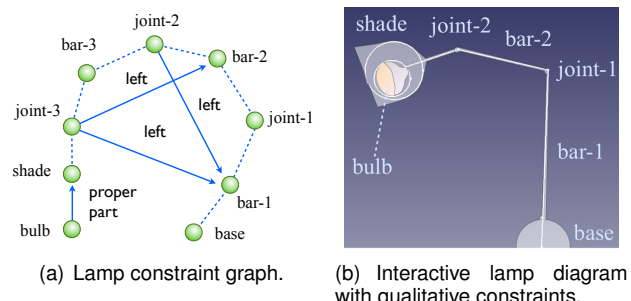 joint-2
bar-3
bar-2
left
joint-3
left
joint-1
left
shade
proper
part
bar-1
bulb
base
(a) Lamp constraint graph.
shade
joint-2
bar-2
joint-1
bar-1
bulb
base
(b) Interactive lamp diagram
with qualitative constraints.